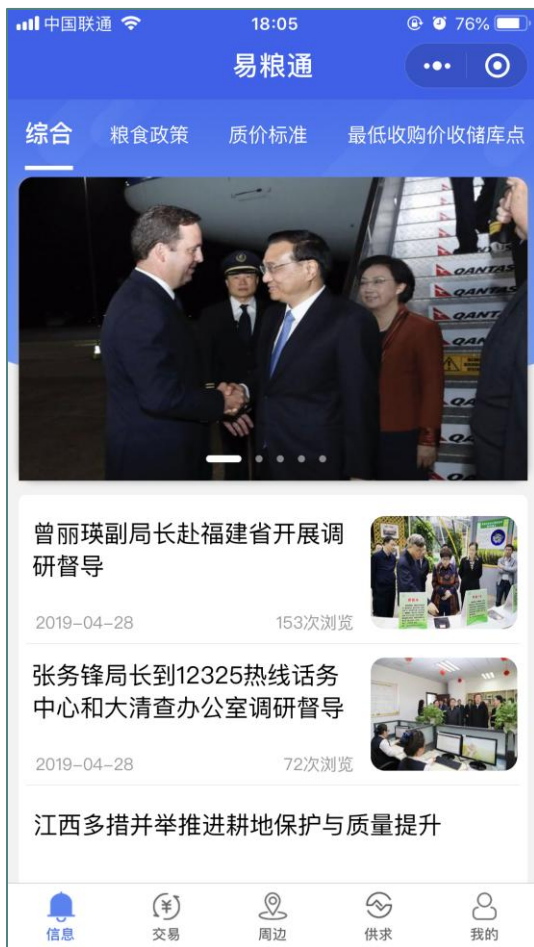 中国联通 18:05 76%
易粮通
综合 粮食政策 质价标准 最低收购价收储库点
QANTAS
曾丽瑛副局长赴福建省开展调
研督导
2019-04-28 153次浏览
张务锋局长到12325热线话务
中心和大清查办公室调研督导
2019-04-28 72次浏览
江西多措并举推进耕地保护与质量提升
信息 交易 周边 供求 我的